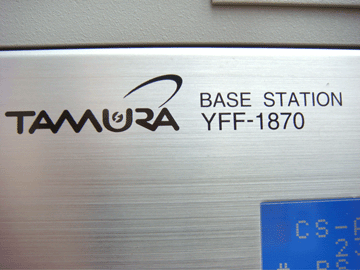 TAMURA
BASE STATION
YFF-1870
CS-